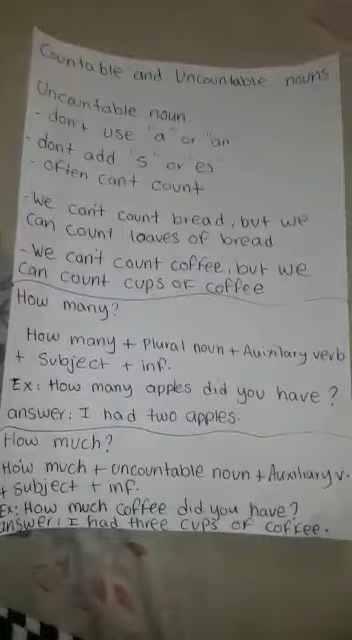 Countable and Uncountable nouns
Uncountable noun
- don't use "a" or "an
- dont add "s" or "es"
- often cant count
- We can't count bread, but we
can count loaves of bread
- We can't count coffee, but we
can count cups of coffee
How many?
How many + Plural noun + Auixilary verb
+ Subject + inf.
Ex: How many apples did you have?
answer: I had two apples.
How much?
How much + uncountable noun + Auxiliary v.
+ subject + inf.
Ex: How much coffee did you have?
answer: I had three cups of coffee.